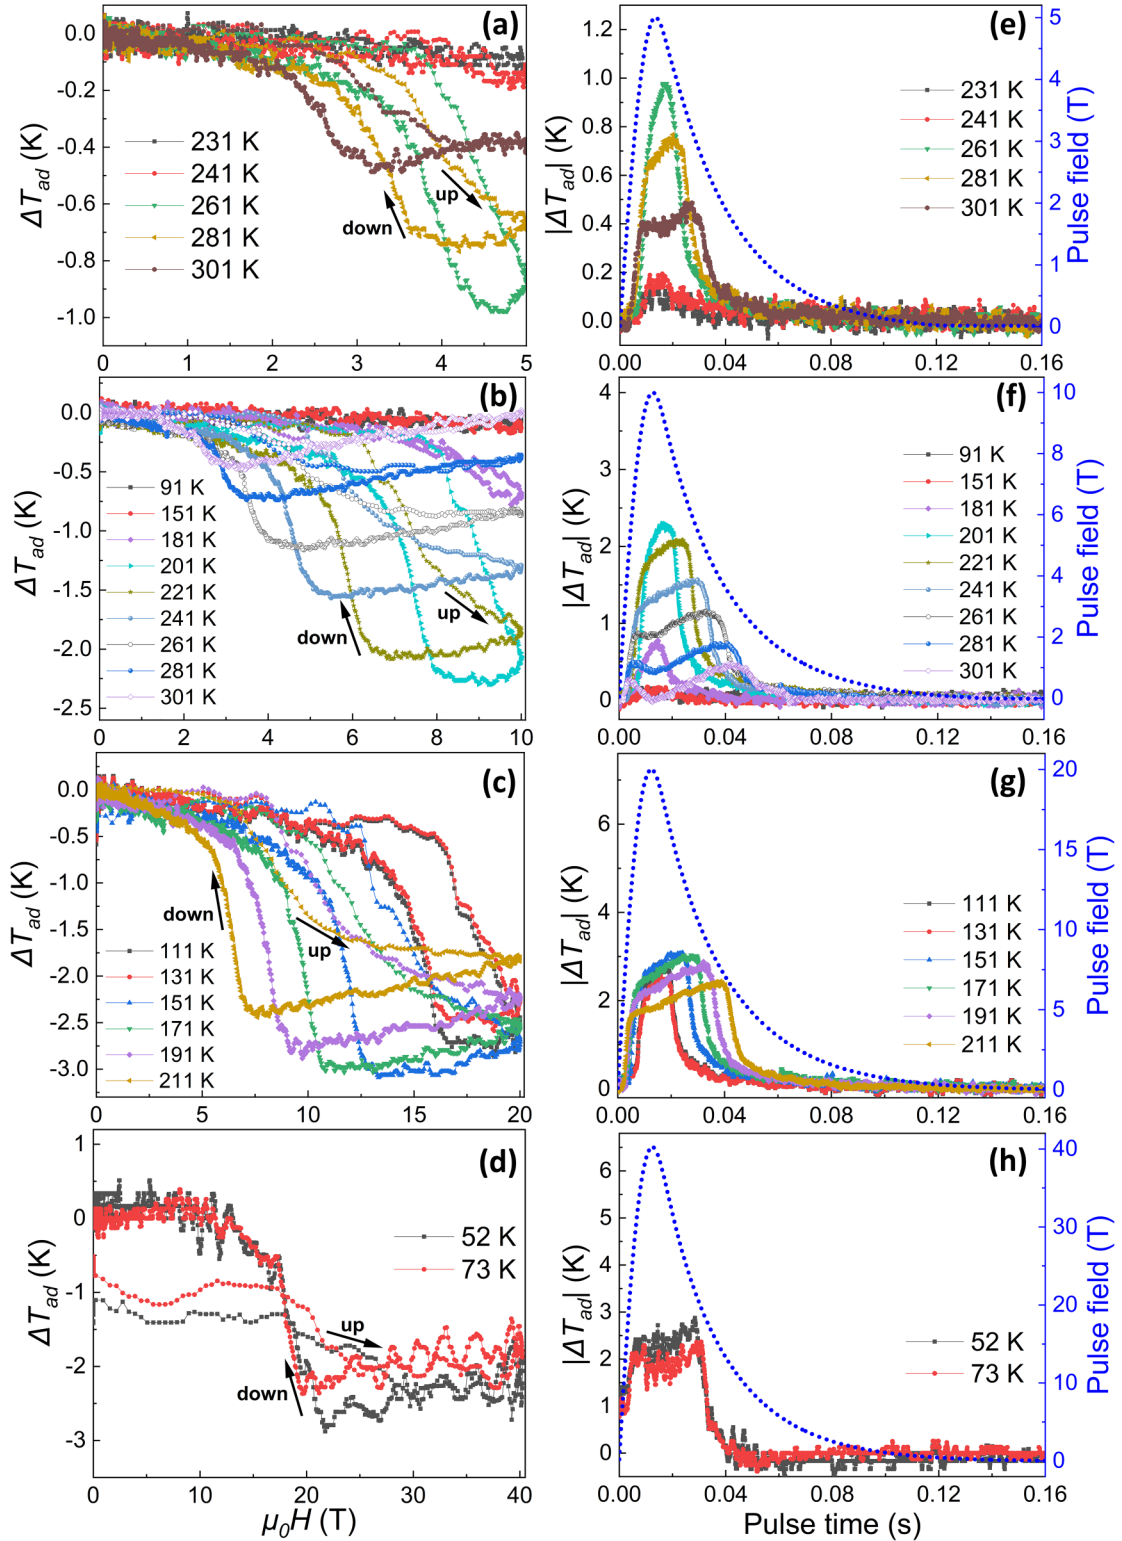 (a)
0.0
-0.2
-0.4
-0.6
-0.8
-1.0
ΔT_ad (K)
231 K
241 K
261 K
281 K
301 K
up
down
0 1 2 3 4 5
(e)
1.2
1.0
0.8
0.6
0.4
0.2
0.0
|ΔT_ad| (K)
231 K
241 K
261 K
281 K
301 K
5
4
3
2
1
0
Pulse field (T)
0.00 0.04 0.08 0.12 0.16
(b)
0.0
-0.5
-1.0
-1.5
-2.0
-2.5
ΔT_ad (K)
91 K
151 K
181 K
201 K
221 K
241 K
261 K
281 K
301 K
up
down
0 2 4 6 8 10
(f)
4
3
2
1
0
|ΔT_ad| (K)
91 K
151 K
181 K
201 K
221 K
241 K
261 K
281 K
301 K
10
8
6
4
2
0
Pulse field (T)
0.00 0.04 0.08 0.12 0.16
(c)
0.0
-0.5
-1.0
-1.5
-2.0
-2.5
-3.0
ΔT_ad (K)
down
up
111 K
131 K
151 K
171 K
191 K
211 K
0 5 10 15 20
(g)
6
4
2
0
|ΔT_ad| (K)
111 K
131 K
151 K
171 K
191 K
211 K
20
15
10
5
0
Pulse field (T)
0.00 0.04 0.08 0.12 0.16
(d)
1
0
-1
-2
-3
ΔT_ad (K)
52 K
73 K
up
down
0 10 20 30 40
μ₀H (T)
(h)
6
5
4
3
2
1
0
|ΔT_ad| (K)
52 K
73 K
40
30
20
10
0
Pulse field (T)
0.00 0.04 0.08 0.12 0.16
Pulse time (s)